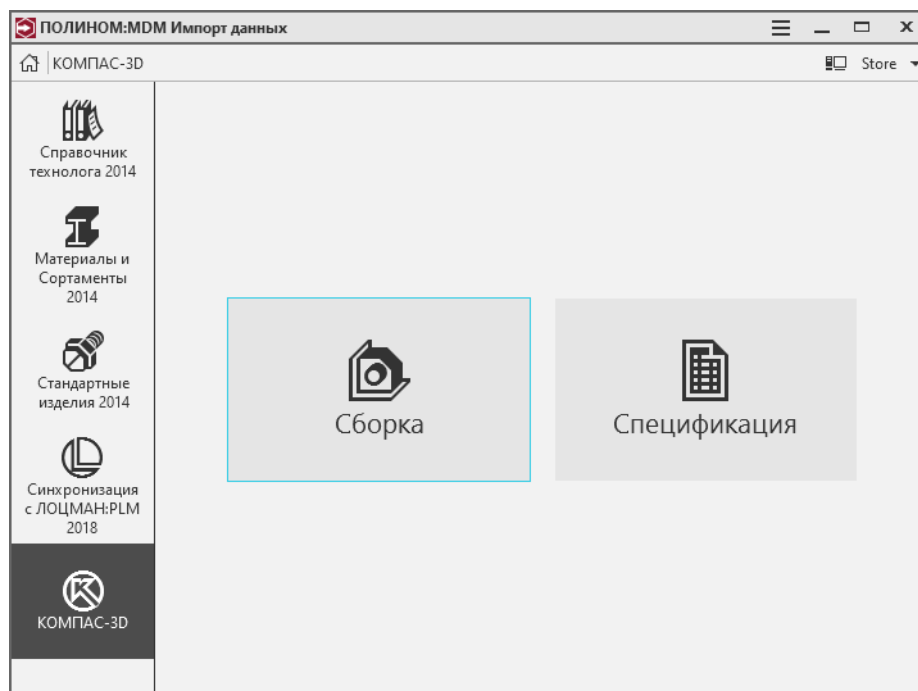 ПОЛИНОМ:MDM Импорт данных
КОМПАС-3D
Store
Справочник
технолога 2014
Материалы и
Сортаменты
2014
Стандартные
изделия 2014
Синхронизация
с ЛОЦМАН:PLM
2018
КОМПАС-3D
Сборка
Спецификация